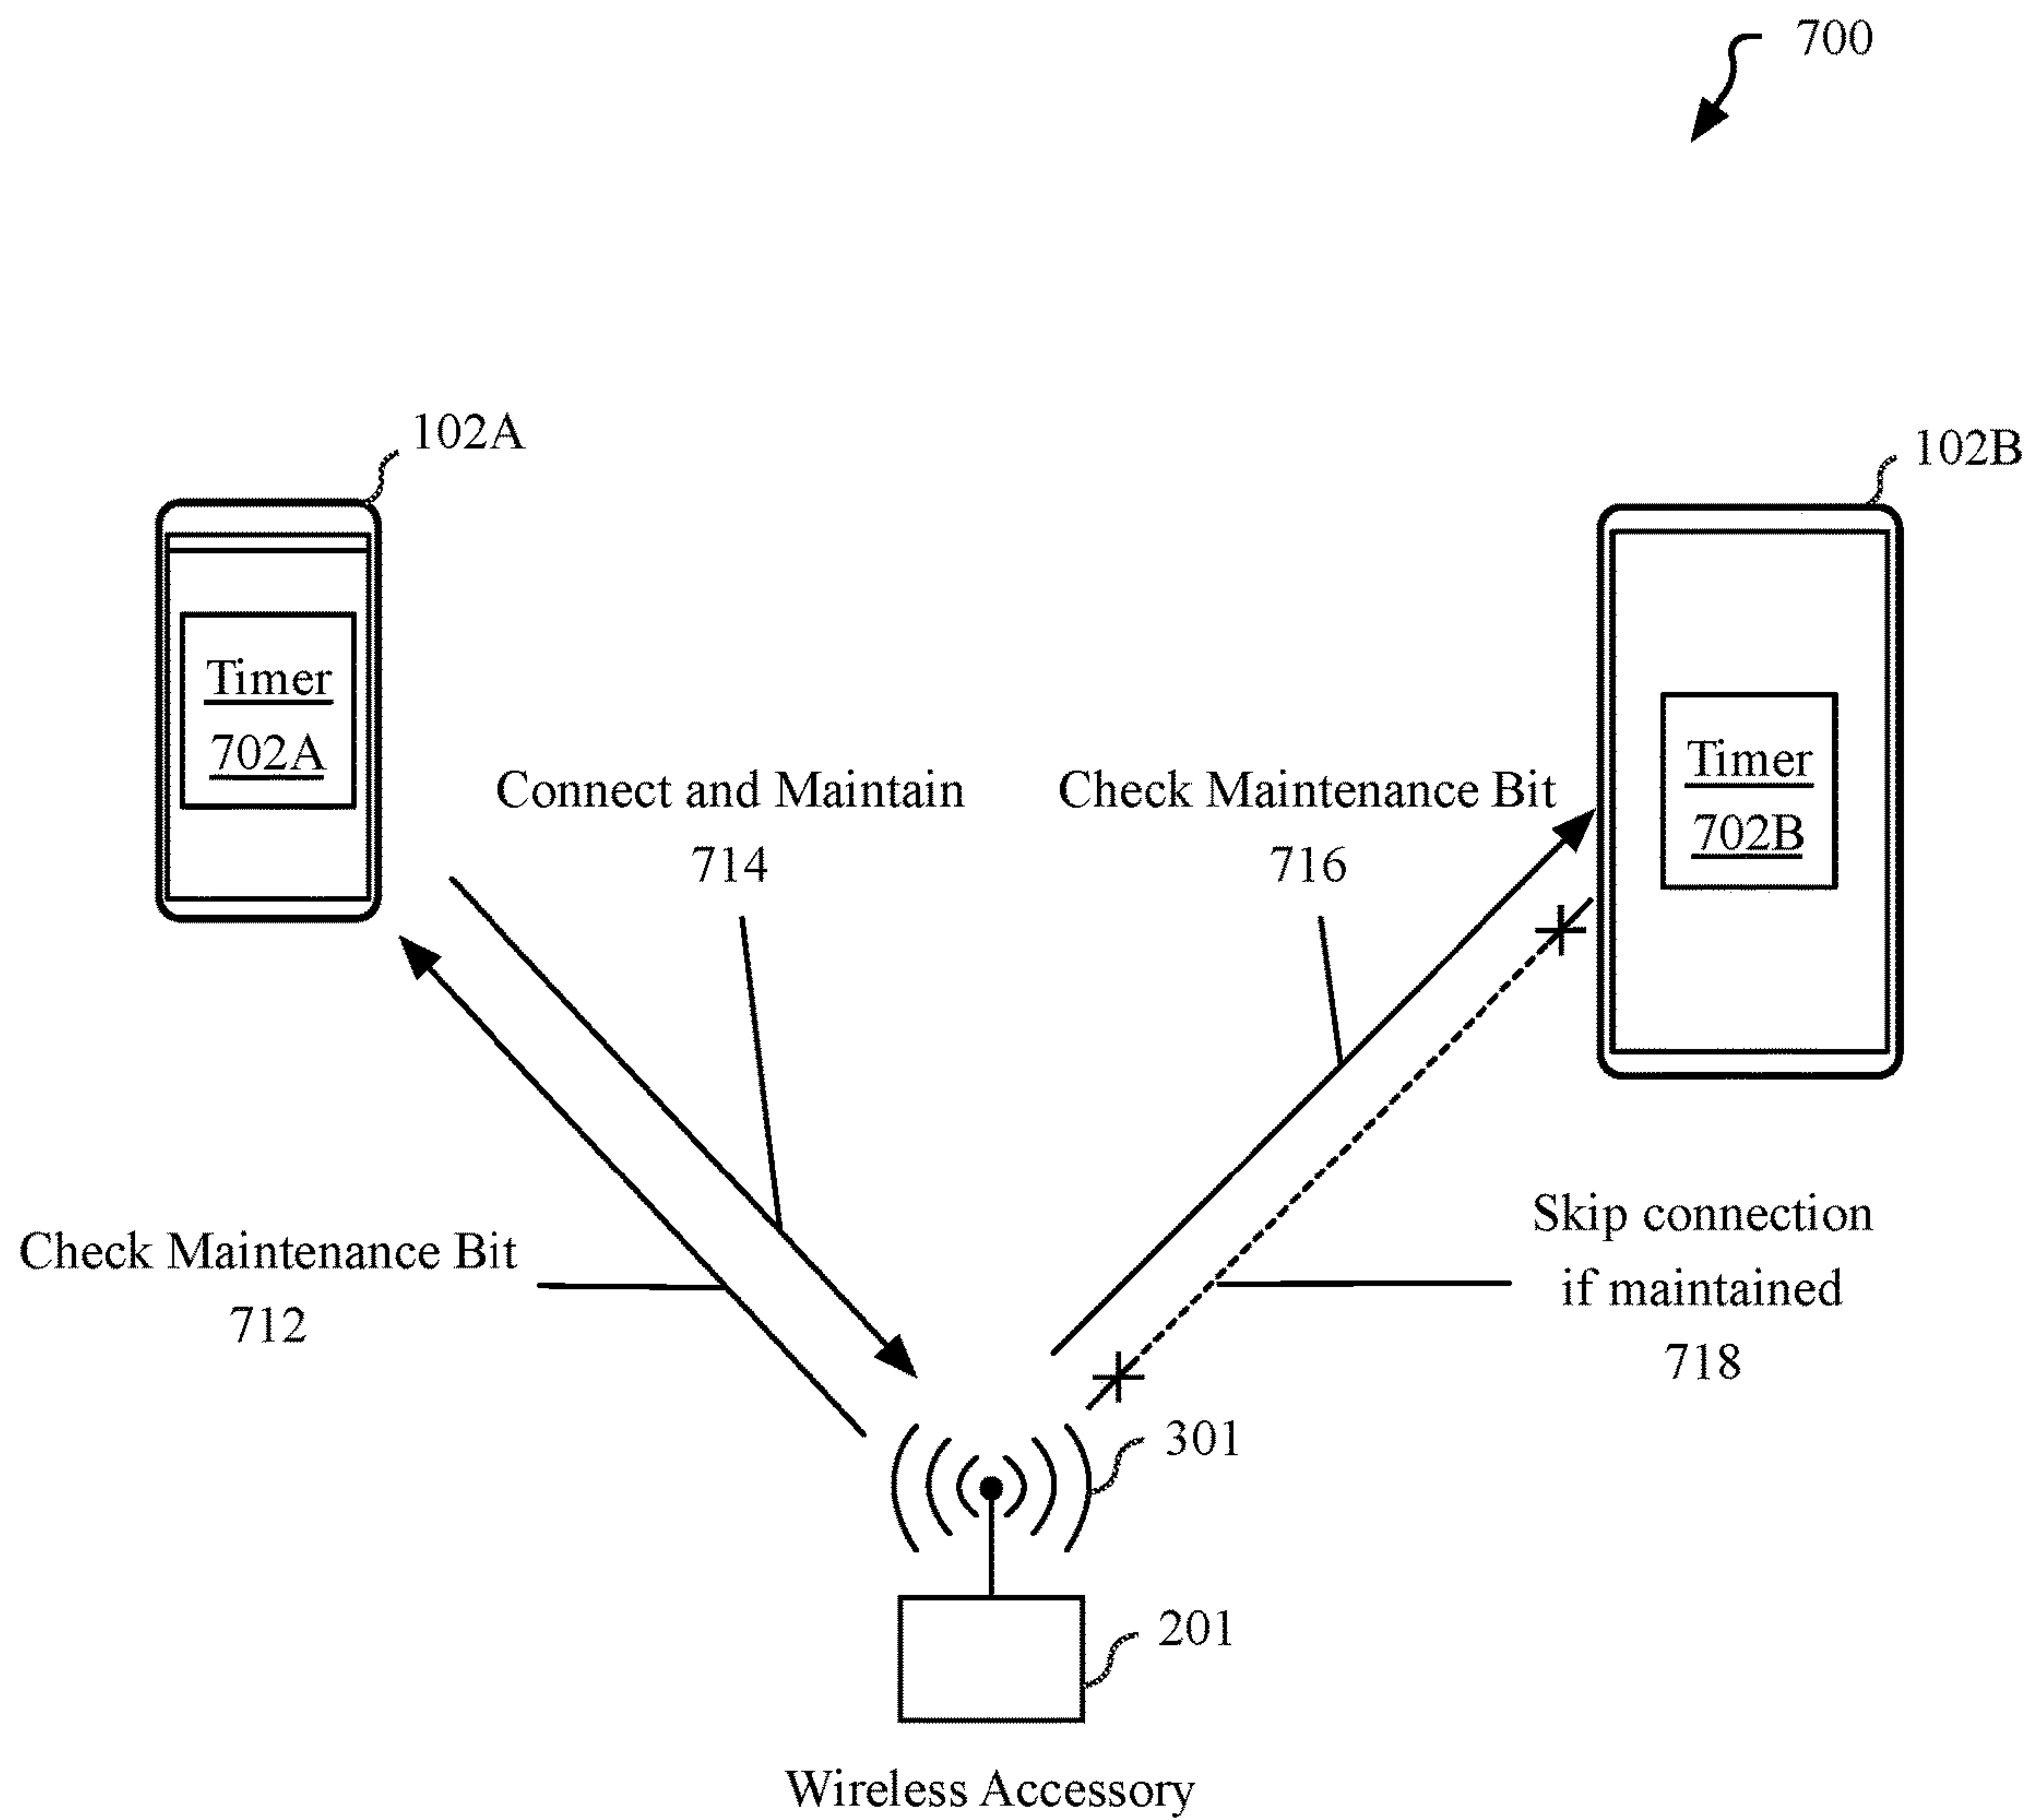 700
102A
102B
Timer
702A
Timer
702B
Connect and Maintain
714
Check Maintenance Bit
716
Check Maintenance Bit
712
Skip connection
if maintained
718
301
201
Wireless Accessory